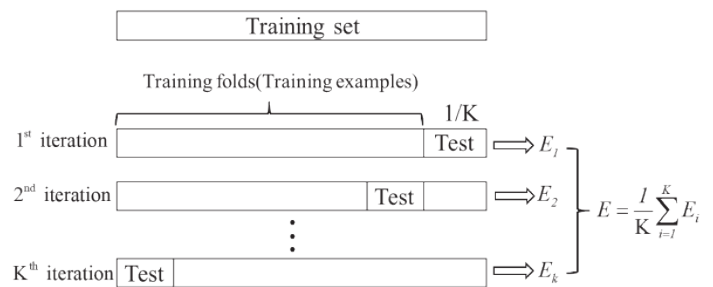 Training set
Training folds(Training examples)
1/K
1st iteration Test E1
2nd iteration Test E2
E = 1/K ∑ i=1 K Ei
Kth iteration Test Ek